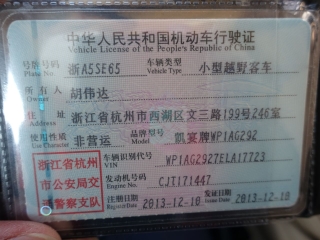 中华人民共和国机动车行驶证
Vehicle License of the People's Republic of China
号牌号码 浙A5SE65 车辆类型 小型越野客车
Plate No. Vehicle Type
所有人 胡伟达
Owner
住址 浙江省杭州市西湖区文三路199号246室
Address
使用性质 非营运 品牌型号 凯宴牌WP1AG292
Use Character Model
浙江省杭州 车辆识别代号 WP1AG2927ELA17723
VIN
市公安局交 发动机号码 CJT171447
Engine No.
通警察支队 注册日期 2013-12-18 发证日期 2013-12-18
Register Date Issue Date